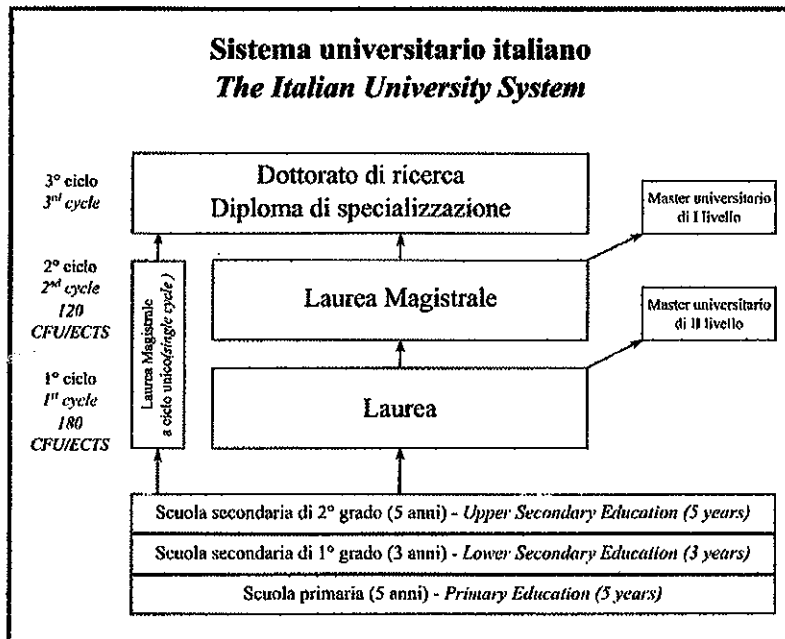 Sistema universitario italiano
The Italian University System
3° ciclo
3rd cycle
Dottorato di ricerca
Diploma di specializzazione
Master universitario
di I livello
2° ciclo
2nd cycle
120
CFU/ECTS
Laurea Magistrale
a ciclo unico(single cycle)
Laurea Magistrale
Master universitario
di II livello
1° ciclo
1st cycle
180
CFU/ECTS
Laurea
Scuola secondaria di 2° grado (5 anni) - Upper Secondary Education (5 years)
Scuola secondaria di 1° grado (3 anni) - Lower Secondary Education (3 years)
Scuola primaria (5 anni) - Primary Education (5 years)